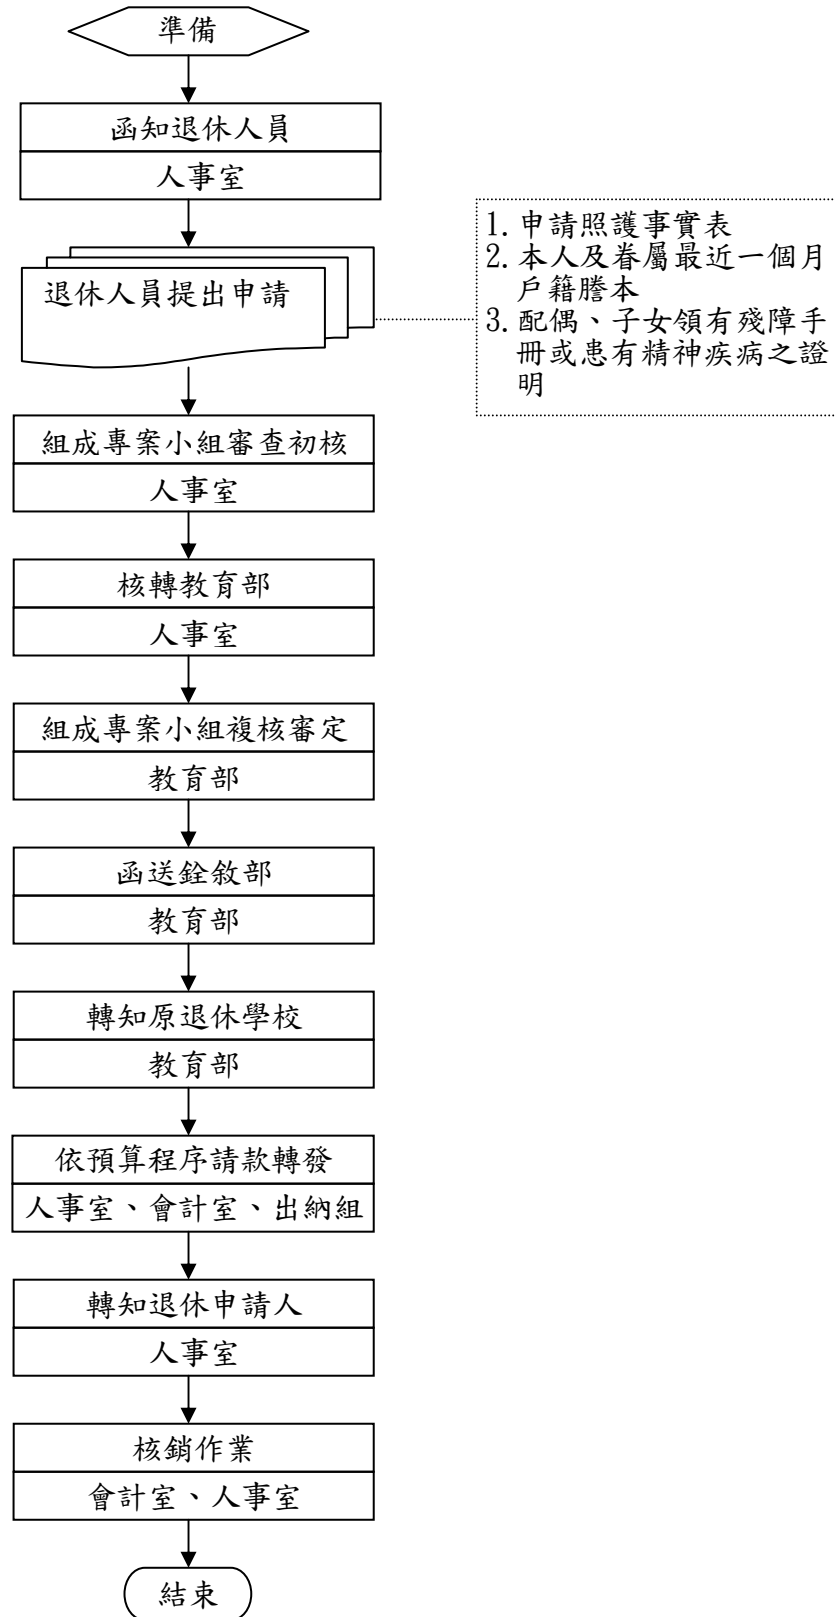 準備
函知退休人員
人事室
退休人員提出申請
1. 申請照護事實表
2. 本人及眷屬最近一個月
戶籍謄本
3. 配偶、子女領有殘障手
冊或患有精神疾病之證
明
組成專案小組審查初核
人事室
核轉教育部
人事室
組成專案小組複核審定
教育部
函送銓敘部
教育部
轉知原退休學校
教育部
依預算程序請款轉發
人事室、會計室、出納組
轉知退休申請人
人事室
核銷作業
會計室、人事室
結束